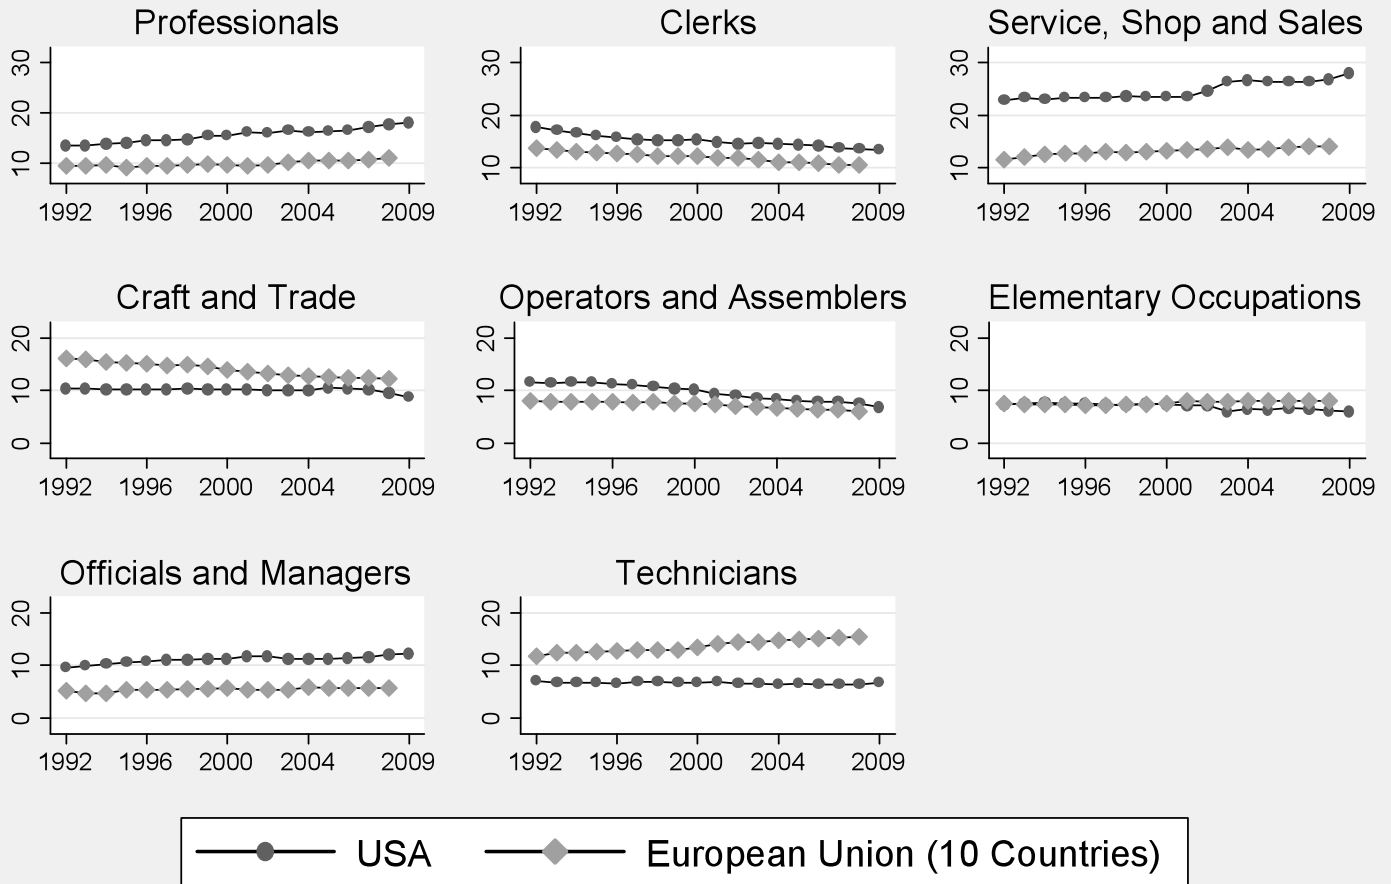 Professionals Clerks Service, Shop and Sales
30 30 30
20 20 20
10 10 10
1992 1996 2000 2004 2009 1992 1996 2000 2004 2009 1992 1996 2000 2004 2009
Craft and Trade Operators and Assemblers Elementary Occupations
20 20 20
10 10 10
0 0 0
1992 1996 2000 2004 2009 1992 1996 2000 2004 2009 1992 1996 2000 2004 2009
Officials and Managers Technicians
20 20
10 10
0 0
1992 1996 2000 2004 2009 1992 1996 2000 2004 2009
USA European Union (10 Countries)